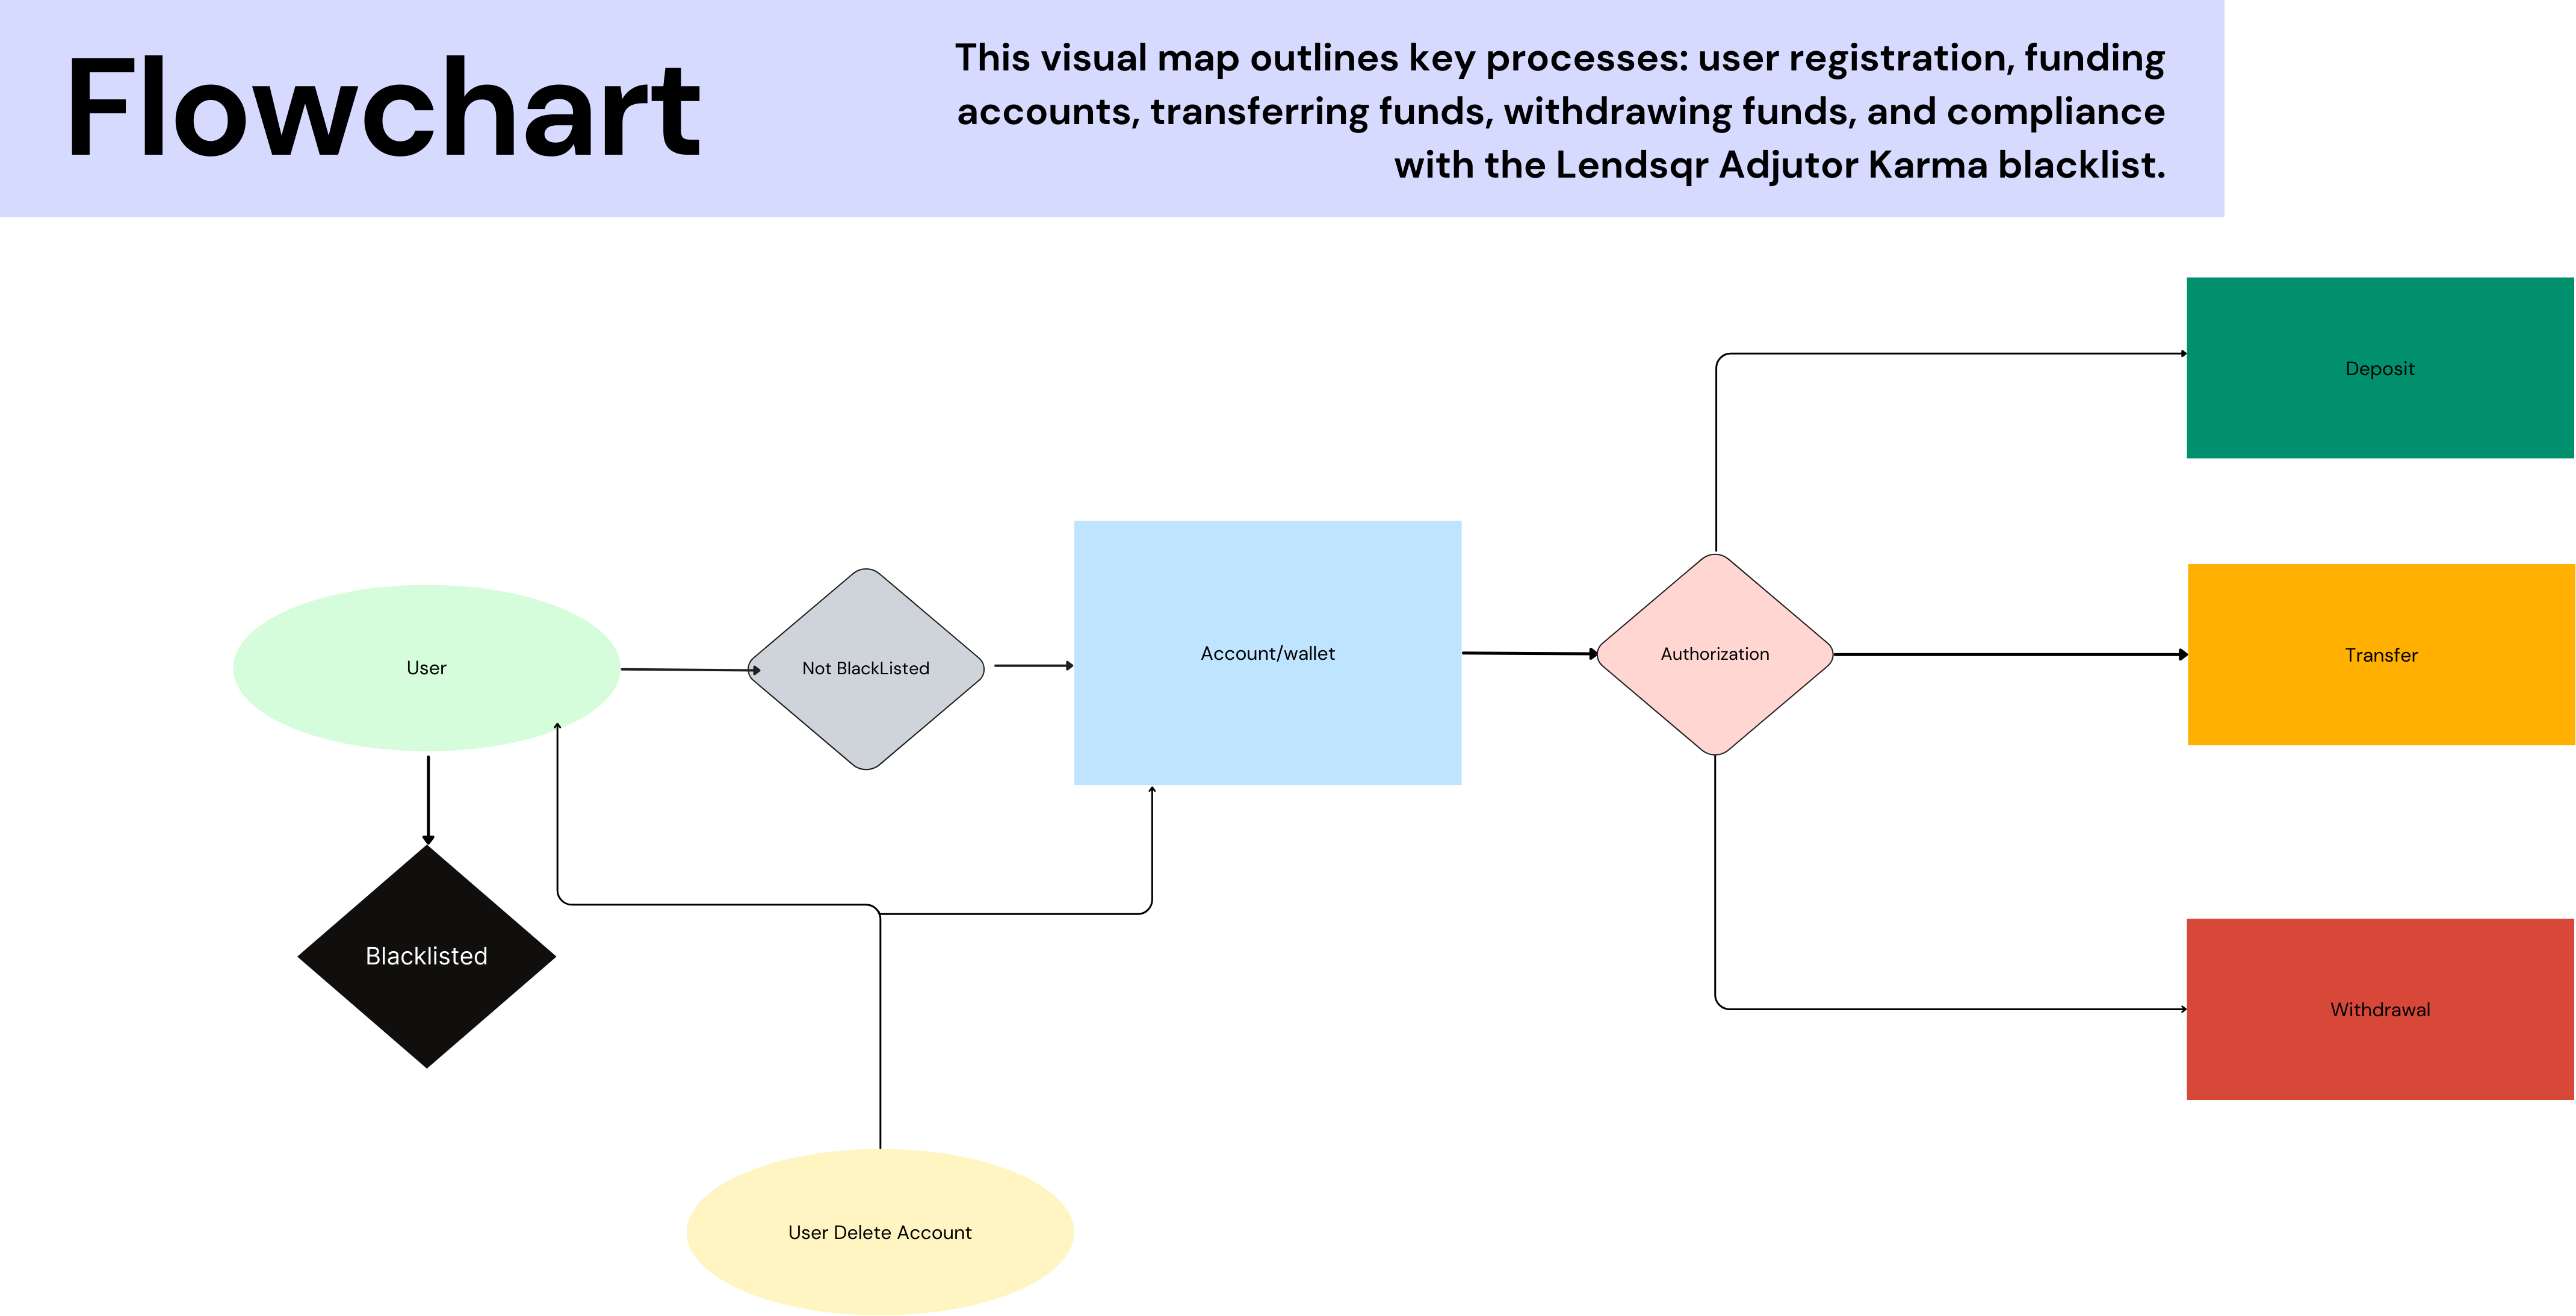 Flowchart
This visual map outlines key processes: user registration, funding
accounts, transferring funds, withdrawing funds, and compliance
with the Lendsqr Adjutor Karma blacklist.
Deposit
User
Not BlackListed
Account/wallet
Authorization
Transfer
Blacklisted
Withdrawal
User Delete Account